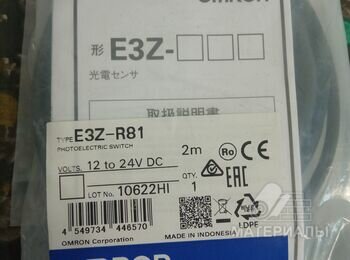 OMRON
形 E3Z-□□□
光電センサ
取扱説明書
TYPE E3Z-R81
PHOTOELECTRIC SWITCH
2m
VOLTS. 12 to 24V DC
LOT No. 10622HI
QTY. 1
4 549734 446570
OMRON Corporation
MADE IN INDONESIA
LDPE
МАТЕРИАЛЫ
OMRON